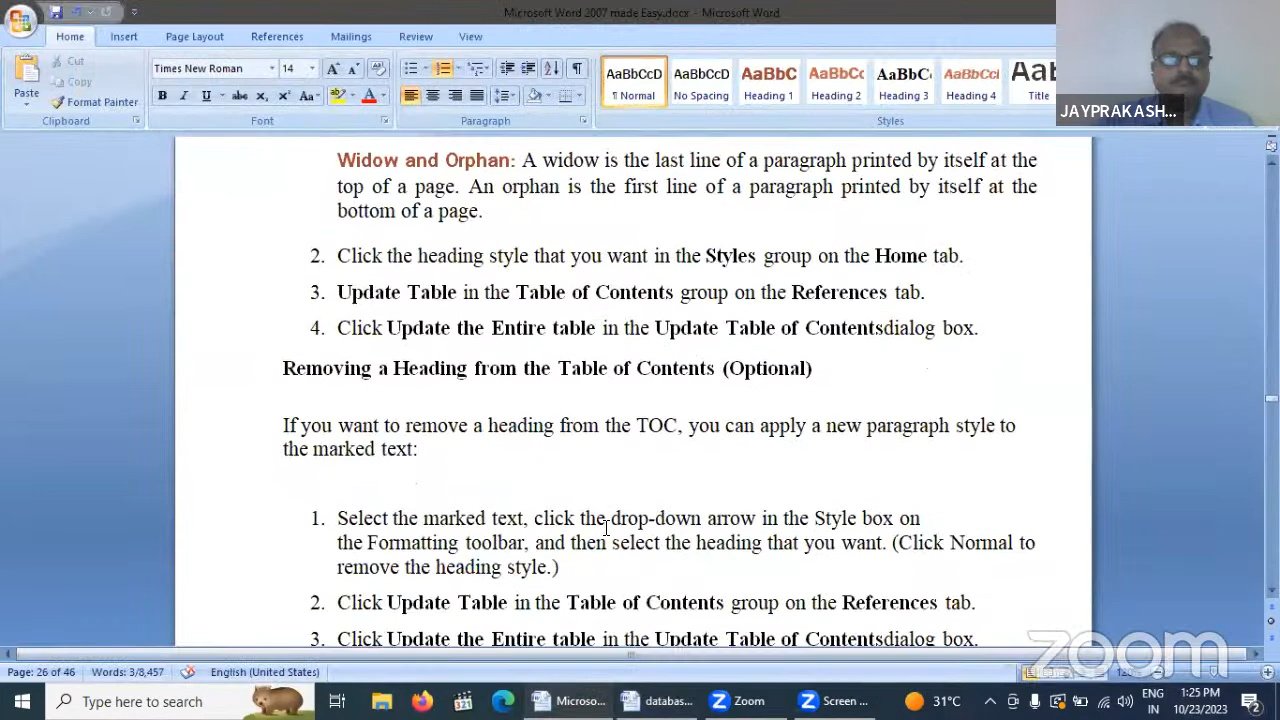 Microsoft Word 2007 made Easy.docx - Microsoft Word
Home Insert Page Layout References Mailings Review View
Paste Cut Copy Format Painter Clipboard
Times New Roman 14 Font
Paragraph
AaBbCcD AaBbCcD AaBbC AaBbCc AaBbC AaBbCcI Aa
¶ Normal No Spacing Heading 1 Heading 2 Heading 3 Heading 4 Title
Styles
JAYPRAKASH...
Widow and Orphan: A widow is the last line of a paragraph printed by itself at the
top of a page. An orphan is the first line of a paragraph printed by itself at the
bottom of a page.
2. Click the heading style that you want in the Styles group on the Home tab.
3. Update Table in the Table of Contents group on the References tab.
4. Click Update the Entire table in the Update Table of Contentsdialog box.
Removing a Heading from the Table of Contents (Optional)
If you want to remove a heading from the TOC, you can apply a new paragraph style to
the marked text:
1. Select the marked text, click the drop-down arrow in the Style box on
the Formatting toolbar, and then select the heading that you want. (Click Normal to
remove the heading style.)
2. Click Update Table in the Table of Contents group on the References tab.
3. Click Update the Entire table in the Update Table of Contentsdialog box.
zoom
Page: 26 of 46 Words: 3/8,457 English (United States) 120%
Type here to search Microso... databas... Zoom Screen ... 31°C ENG IN 1:25 PM 10/23/2023 2